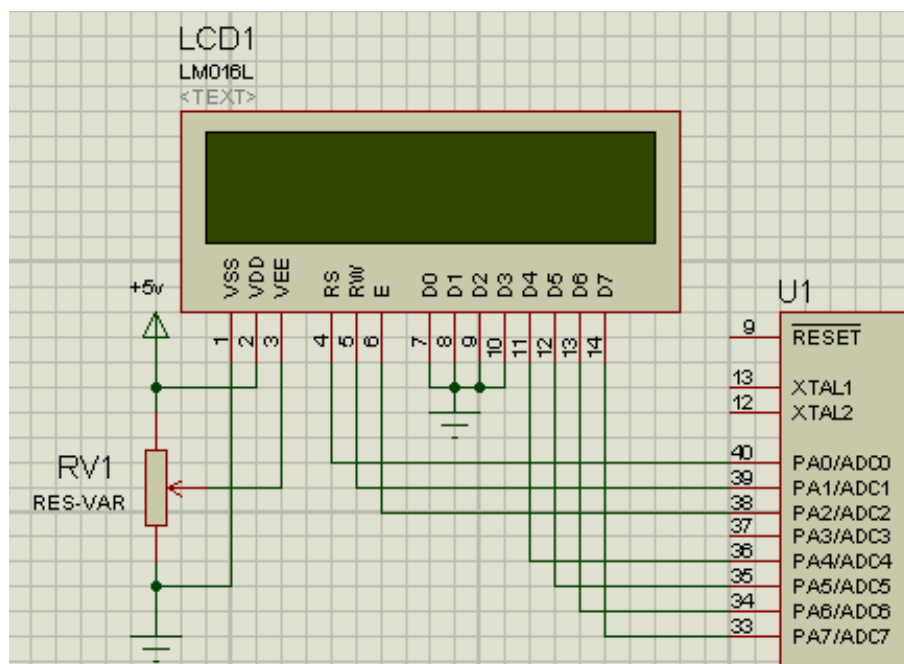 LCD1
LM016L
<TEXT>
+5v
VSS
VDD
VEE
RS
RW
E
D0
D1
D2
D3
D4
D5
D6
D7
1
2
3
4
5
6
7
8
9
10
11
12
13
14
RV1
RES-VAR
U1
9 RESET
13 XTAL1
12 XTAL2
40 PA0/ADC0
39 PA1/ADC1
38 PA2/ADC2
37 PA3/ADC3
36 PA4/ADC4
35 PA5/ADC5
34 PA6/ADC6
33 PA7/ADC7